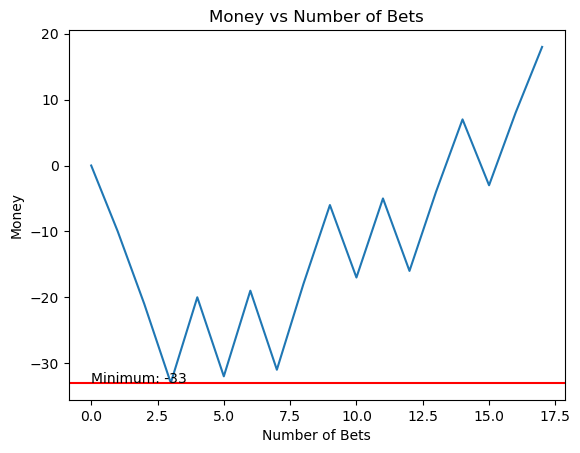 Money vs Number of Bets
20
10
0
−10
−20
−30
Money
Minimum: -33
0.0 2.5 5.0 7.5 10.0 12.5 15.0 17.5
Number of Bets